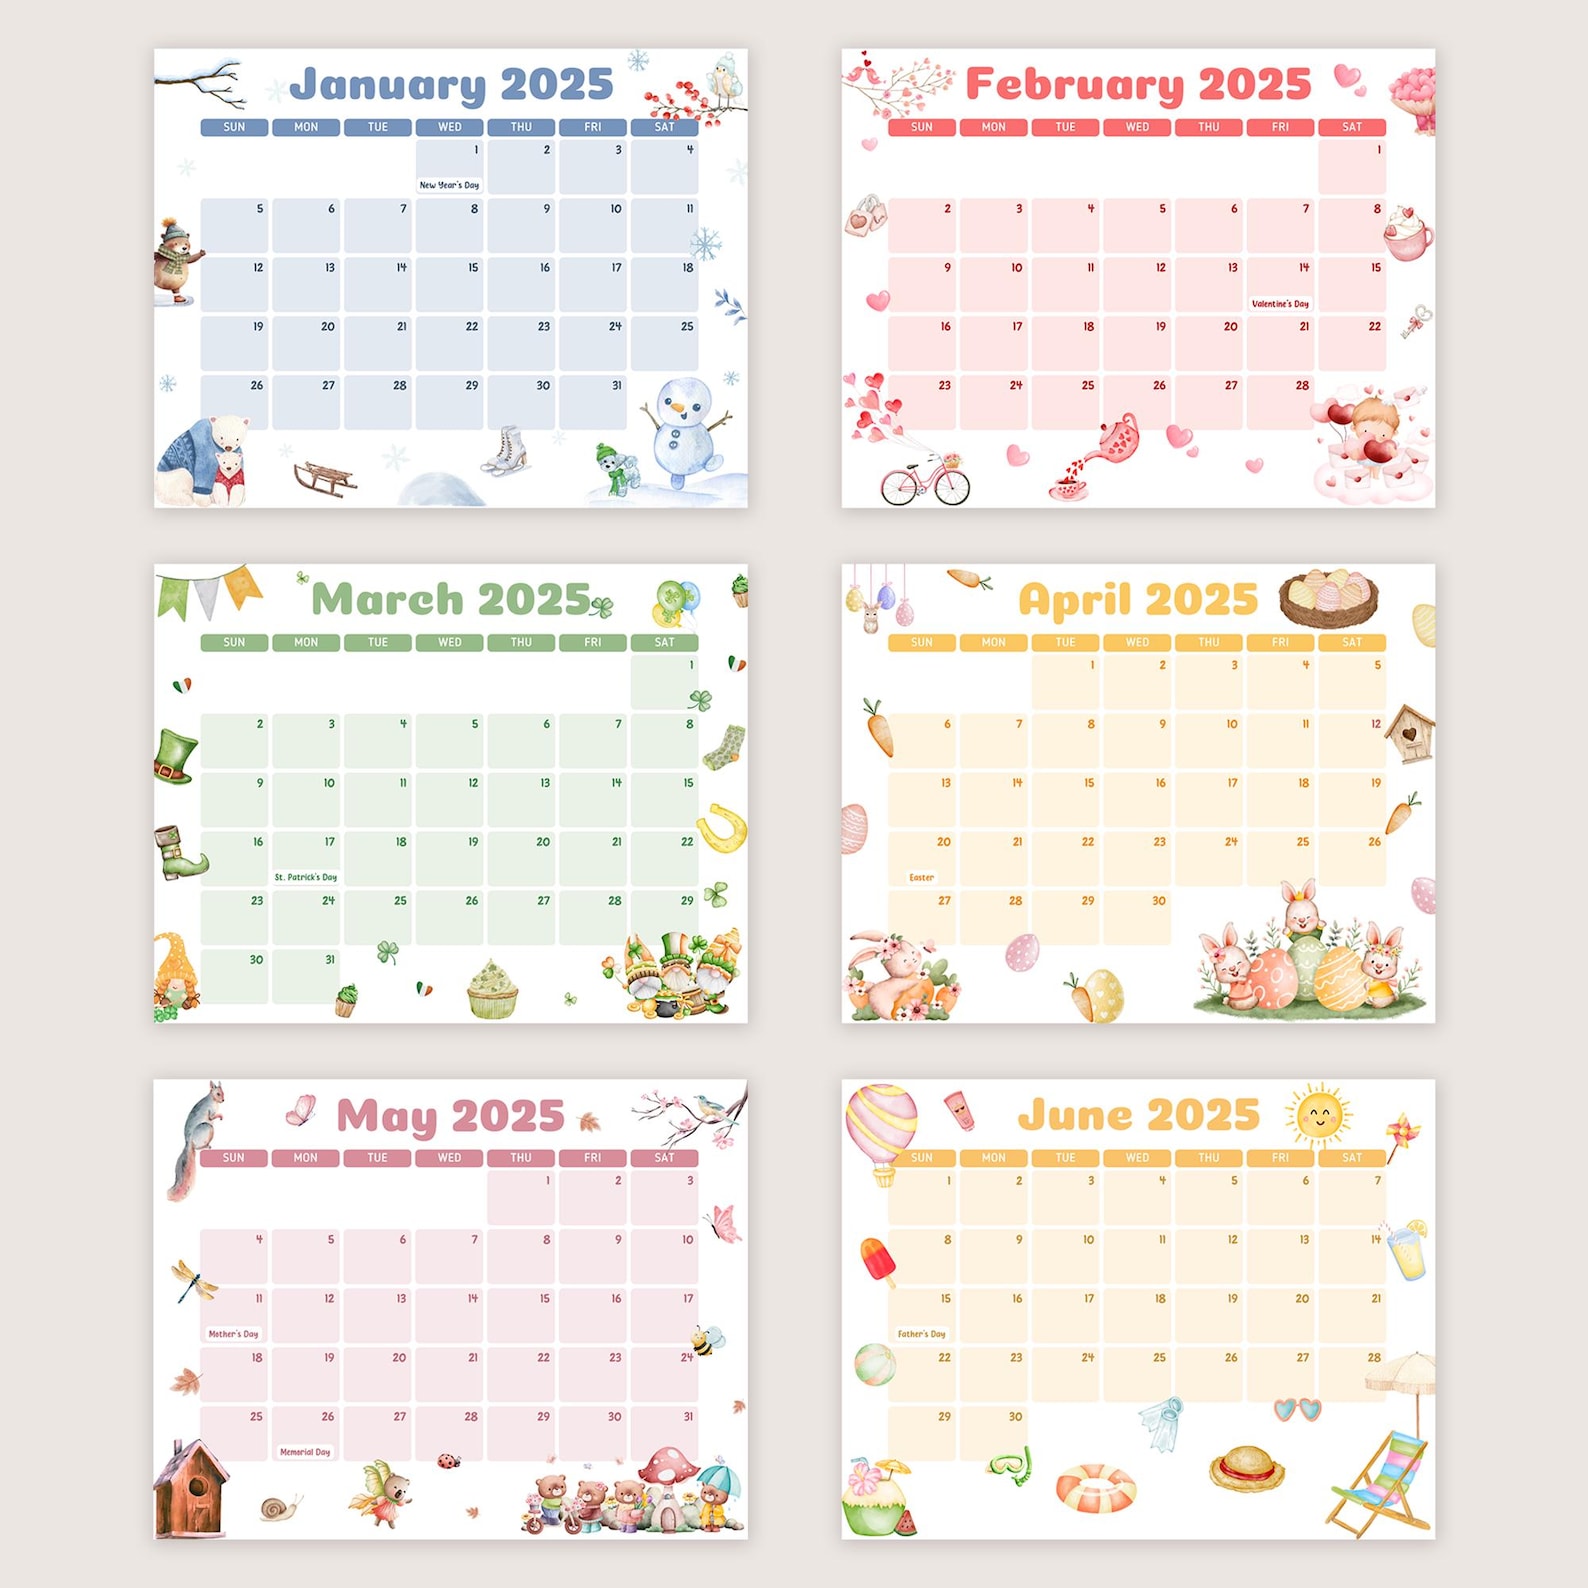 January 2025
SUN MON TUE WED THU FRI SAT
1 2 3 4
New Year's Day
5 6 7 8 9 10 11
12 13 14 15 16 17 18
19 20 21 22 23 24 25
26 27 28 29 30 31
February 2025
SUN MON TUE WED THU FRI SAT
1
2 3 4 5 6 7 8
9 10 11 12 13 14 15
Valentine's Day
16 17 18 19 20 21 22
23 24 25 26 27 28
March 2025
SUN MON TUE WED THU FRI SAT
1
2 3 4 5 6 7 8
9 10 11 12 13 14 15
16 17 18 19 20 21 22
St. Patrick's Day
23 24 25 26 27 28 29
30 31
April 2025
SUN MON TUE WED THU FRI SAT
1 2 3 4 5
6 7 8 9 10 11 12
13 14 15 16 17 18 19
20 21 22 23 24 25 26
Easter
27 28 29 30
May 2025
SUN MON TUE WED THU FRI SAT
1 2 3
4 5 6 7 8 9 10
11 12 13 14 15 16 17
Mother's Day
18 19 20 21 22 23 24
25 26 27 28 29 30 31
Memorial Day
June 2025
SUN MON TUE WED THU FRI SAT
1 2 3 4 5 6 7
8 9 10 11 12 13 14
15 16 17 18 19 20 21
Father's Day
22 23 24 25 26 27 28
29 30